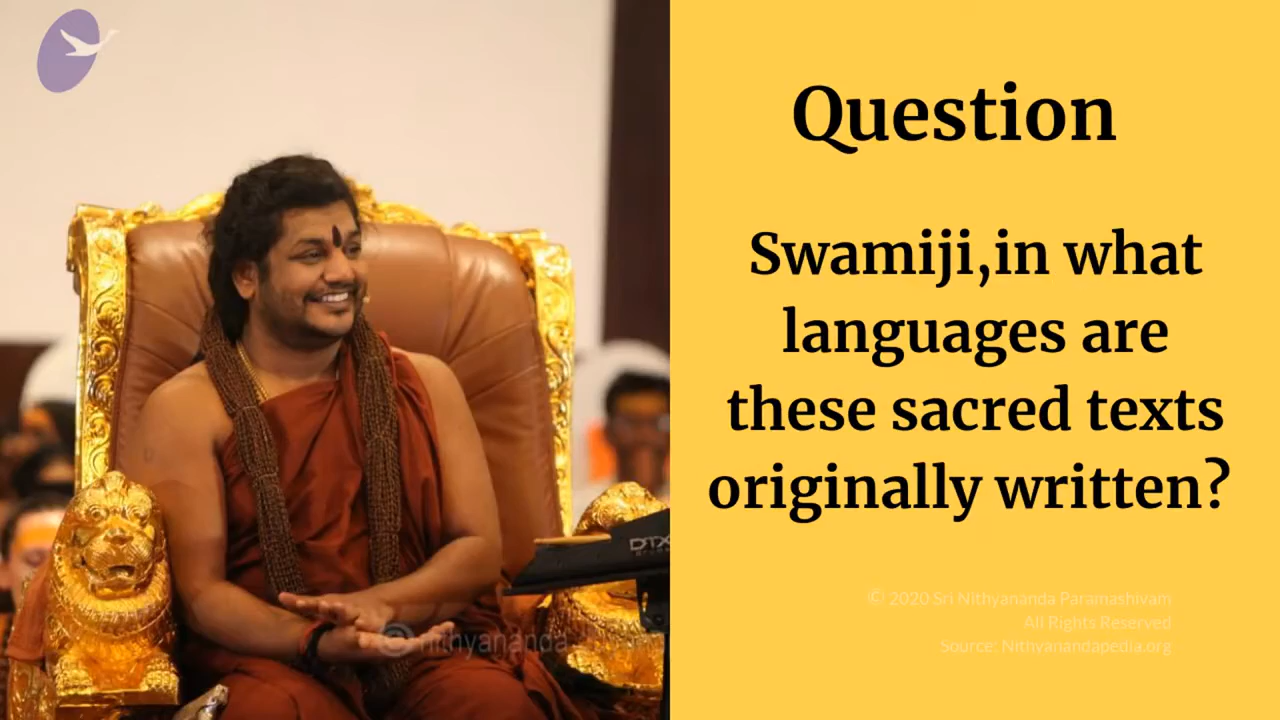 Question
Swamiji,in what
languages are
these sacred texts
originally written?
© 2020 Sri Nithyananda Paramashivam
All Rights Reserved
Source: Nithyanandapedia.org
DTX
© nithyananda